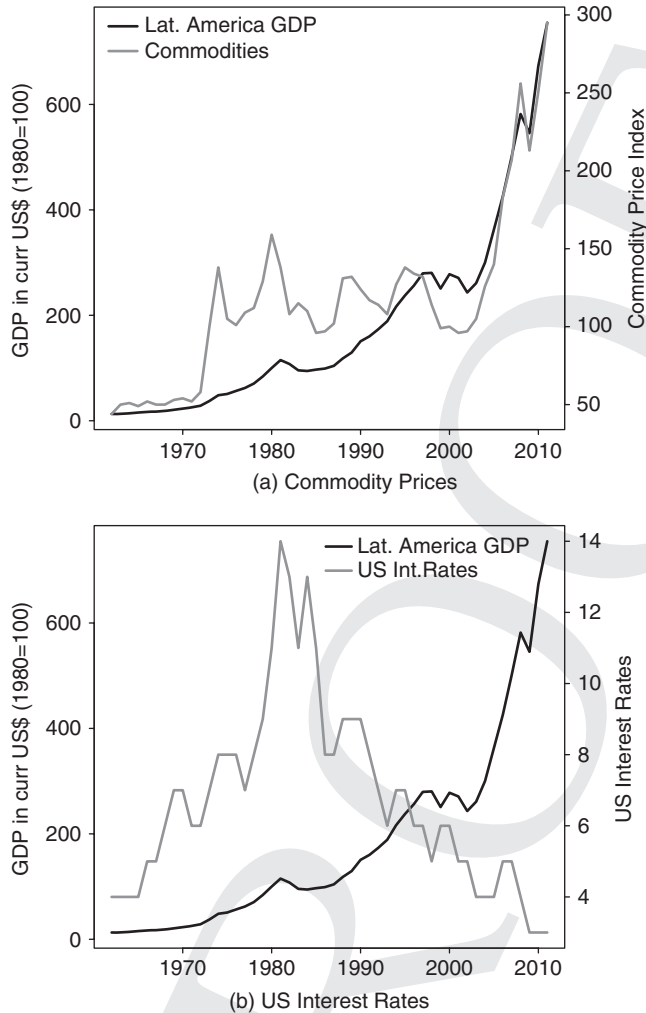 Lat. America GDP
Commodities
GDP in curr US$ (1980=100)
600
400
200
0
300
250
200
150
100
50
Commodity Price Index
1970 1980 1990 2000 2010
(a) Commodity Prices
Lat. America GDP
US Int.Rates
GDP in curr US$ (1980=100)
600
400
200
0
14
12
10
8
6
4
US Interest Rates
1970 1980 1990 2000 2010
(b) US Interest Rates